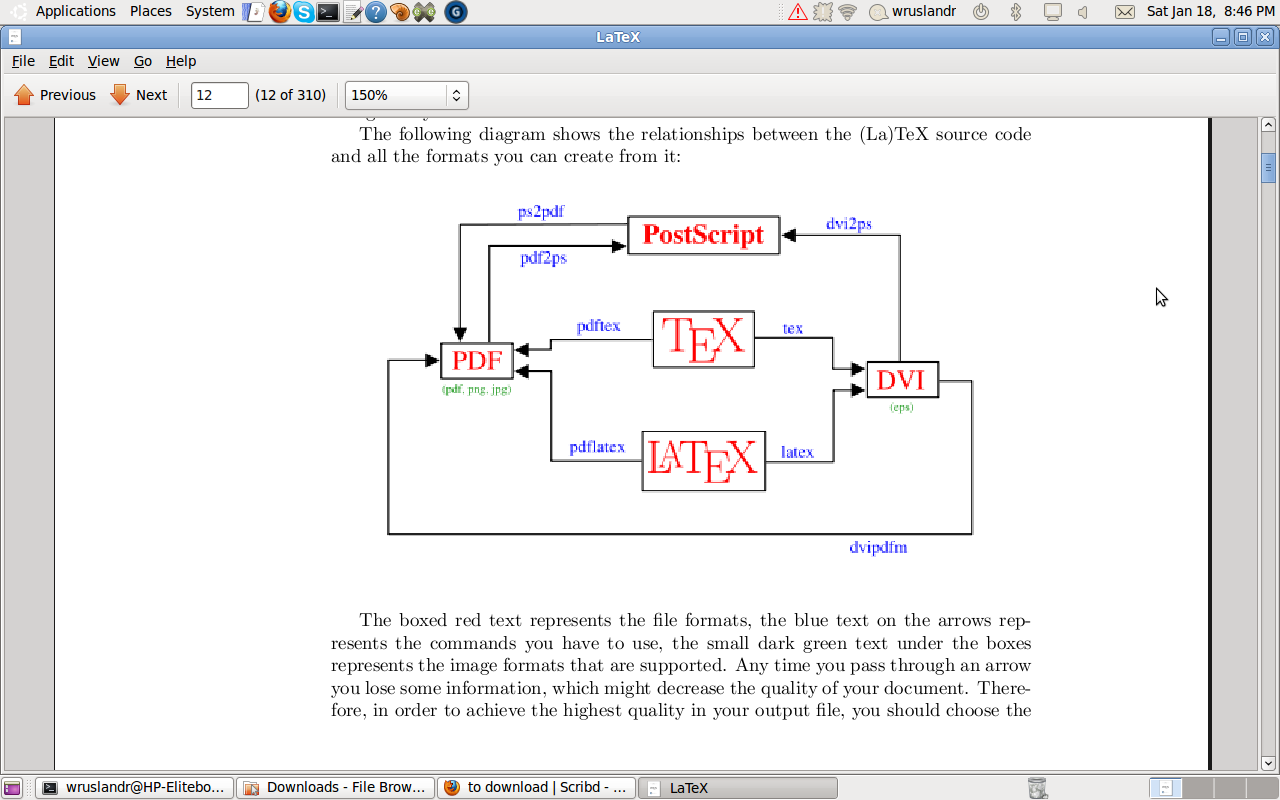 Applications Places System wruslandr Sat Jan 18, 8:46 PM
LaTeX
File Edit View Go Help
Previous Next 12 (12 of 310) 150%
The following diagram shows the relationships between the (La)TeX source code
and all the formats you can create from it:
ps2pdf
PostScript
dvi2ps
pdf2ps
pdftex
TEX
tex
PDF
(pdf, png, jpg)
DVI
(eps)
pdflatex
LATEX
latex
dvipdfm
The boxed red text represents the file formats, the blue text on the arrows rep-
resents the commands you have to use, the small dark green text under the boxes
represents the image formats that are supported. Any time you pass through an arrow
you lose some information, which might decrease the quality of your document. There-
fore, in order to achieve the highest quality in your output file, you should choose the
wruslandr@HP-Elitebo... Downloads - File Brow... to download | Scribd - ... LaTeX